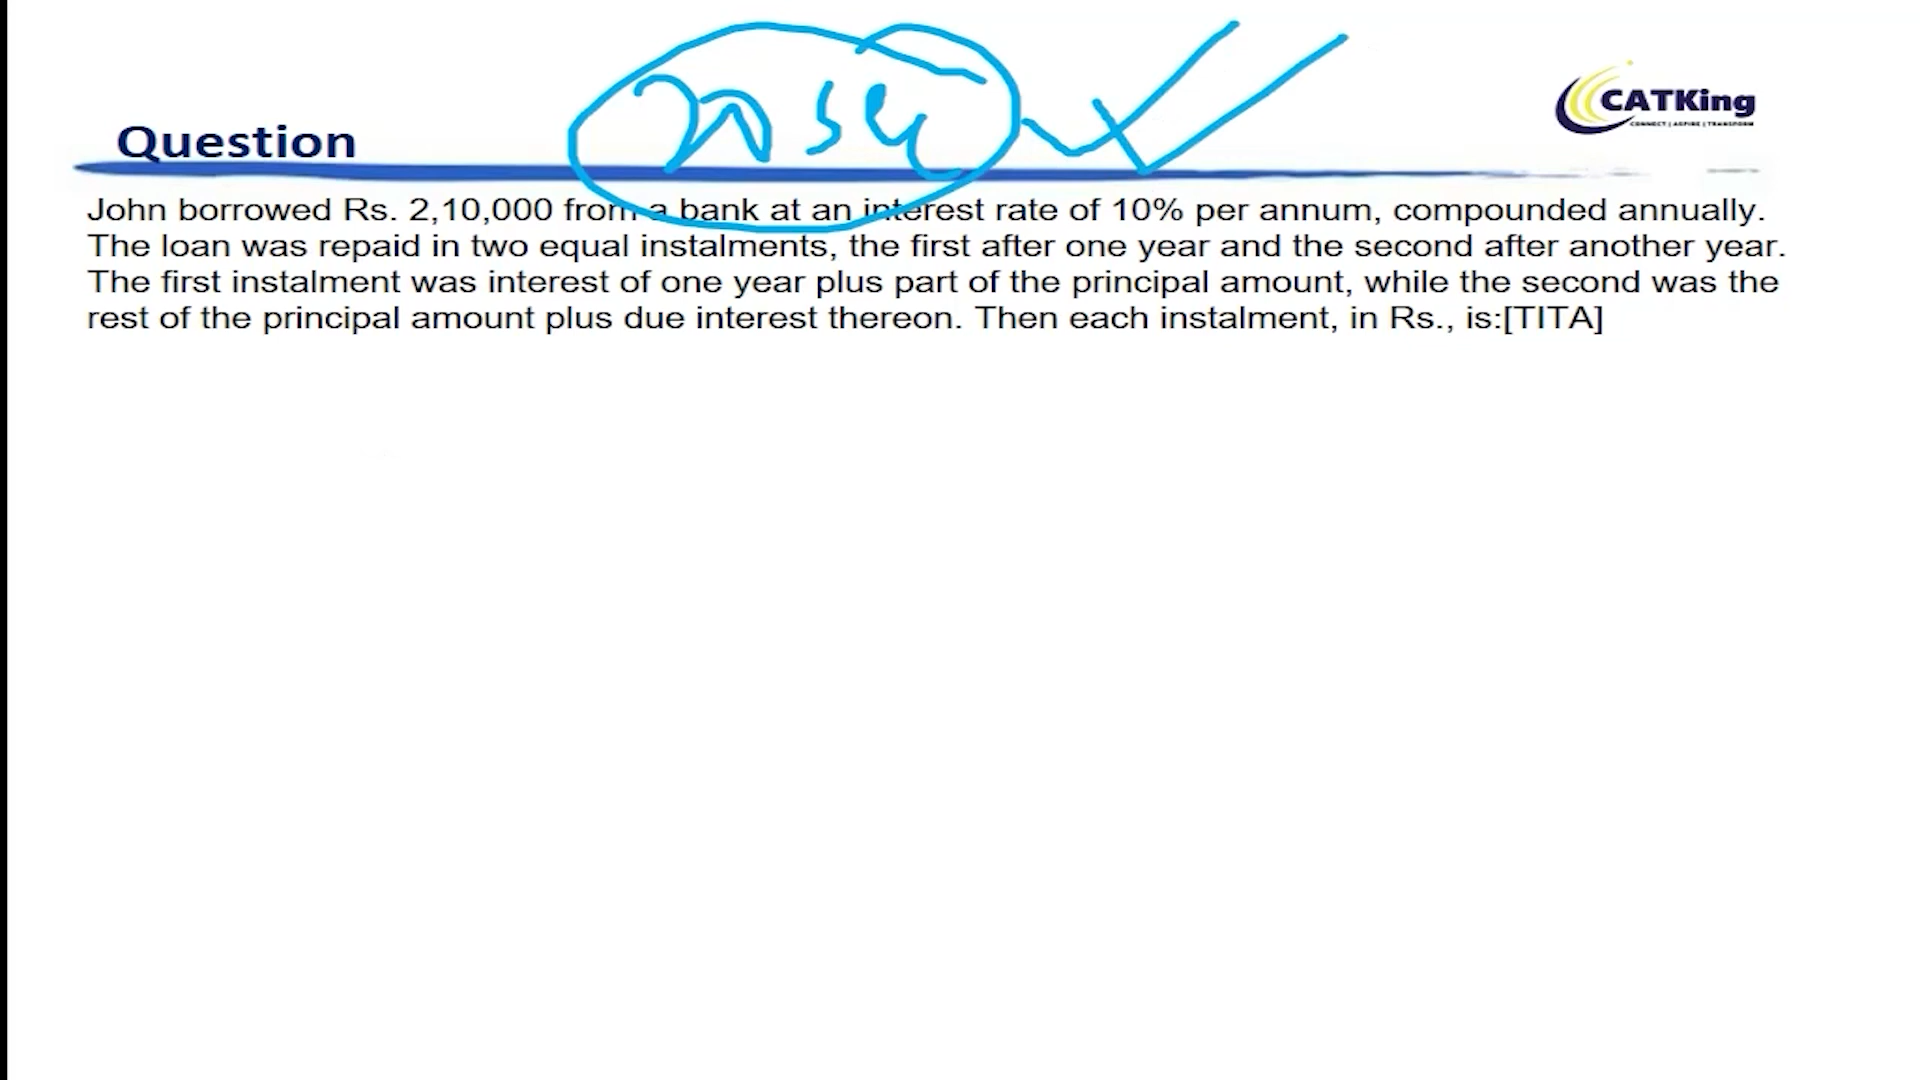 Question
CATKing
CONNECT | ASPIRE | TRANSFORM
John borrowed Rs. 2,10,000 from a bank at an interest rate of 10% per annum, compounded annually.
The loan was repaid in two equal instalments, the first after one year and the second after another year.
The first instalment was interest of one year plus part of the principal amount, while the second was the
rest of the principal amount plus due interest thereon. Then each instalment, in Rs., is:[TITA]